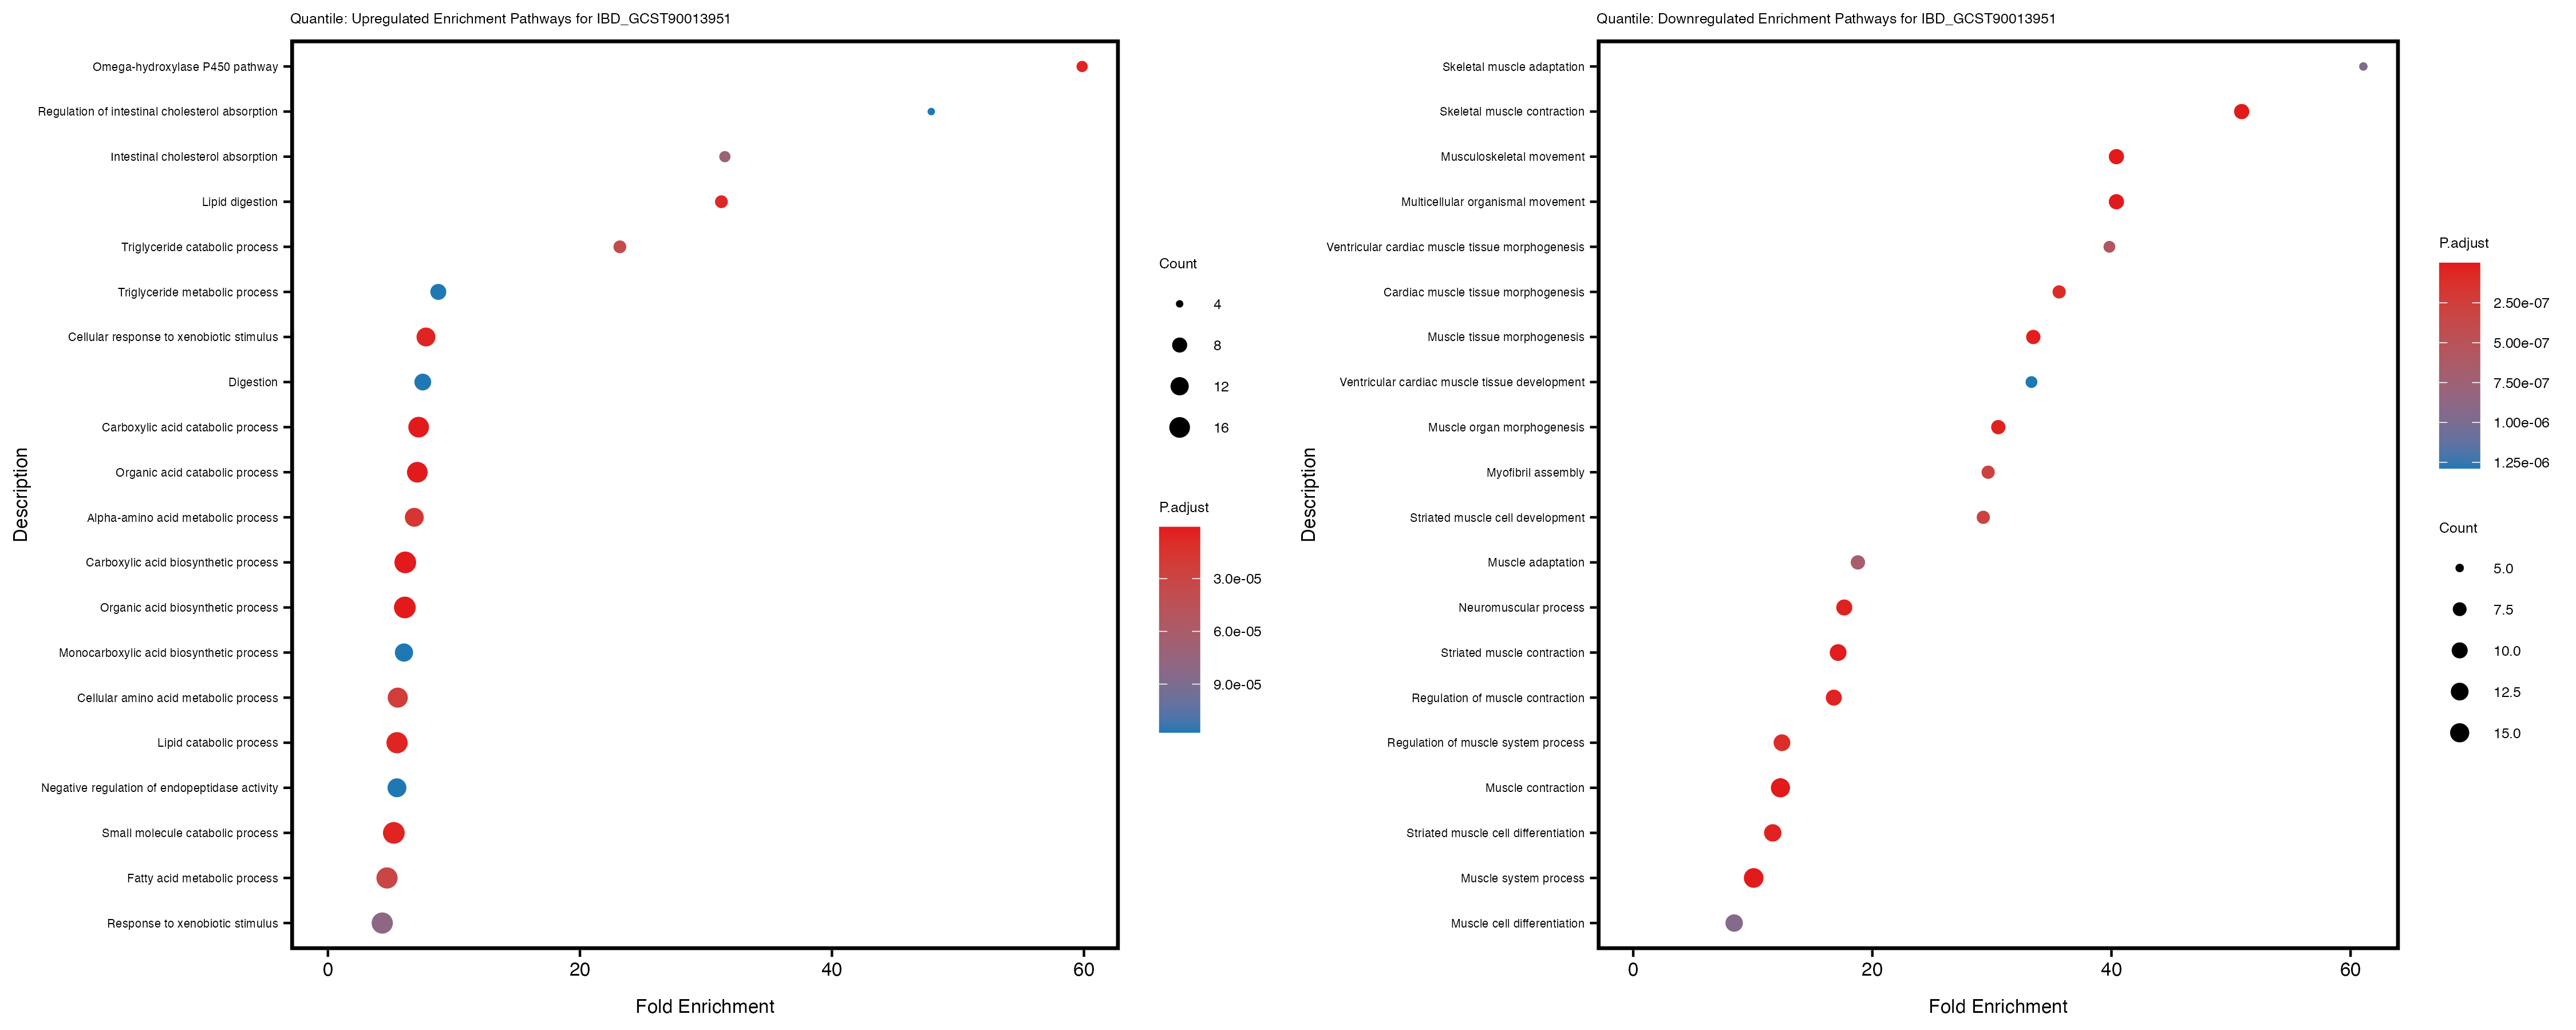 Quantile: Upregulated Enrichment Pathways for IBD_GCST90013951
Description
Omega-hydroxylase P450 pathway
Regulation of intestinal cholesterol absorption
Intestinal cholesterol absorption
Lipid digestion
Triglyceride catabolic process
Triglyceride metabolic process
Cellular response to xenobiotic stimulus
Digestion
Carboxylic acid catabolic process
Organic acid catabolic process
Alpha-amino acid metabolic process
Carboxylic acid biosynthetic process
Organic acid biosynthetic process
Monocarboxylic acid biosynthetic process
Cellular amino acid metabolic process
Lipid catabolic process
Negative regulation of endopeptidase activity
Small molecule catabolic process
Fatty acid metabolic process
Response to xenobiotic stimulus
0 20 40 60
Fold Enrichment
Count
4
8
12
16
P.adjust
3.0e-05
6.0e-05
9.0e-05
Quantile: Downregulated Enrichment Pathways for IBD_GCST90013951
Description
Skeletal muscle adaptation
Skeletal muscle contraction
Musculoskeletal movement
Multicellular organismal movement
Ventricular cardiac muscle tissue morphogenesis
Cardiac muscle tissue morphogenesis
Muscle tissue morphogenesis
Ventricular cardiac muscle tissue development
Muscle organ morphogenesis
Myofibril assembly
Striated muscle cell development
Muscle adaptation
Neuromuscular process
Striated muscle contraction
Regulation of muscle contraction
Regulation of muscle system process
Muscle contraction
Striated muscle cell differentiation
Muscle system process
Muscle cell differentiation
0 20 40 60
Fold Enrichment
P.adjust
2.50e-07
5.00e-07
7.50e-07
1.00e-06
1.25e-06
Count
5.0
7.5
10.0
12.5
15.0